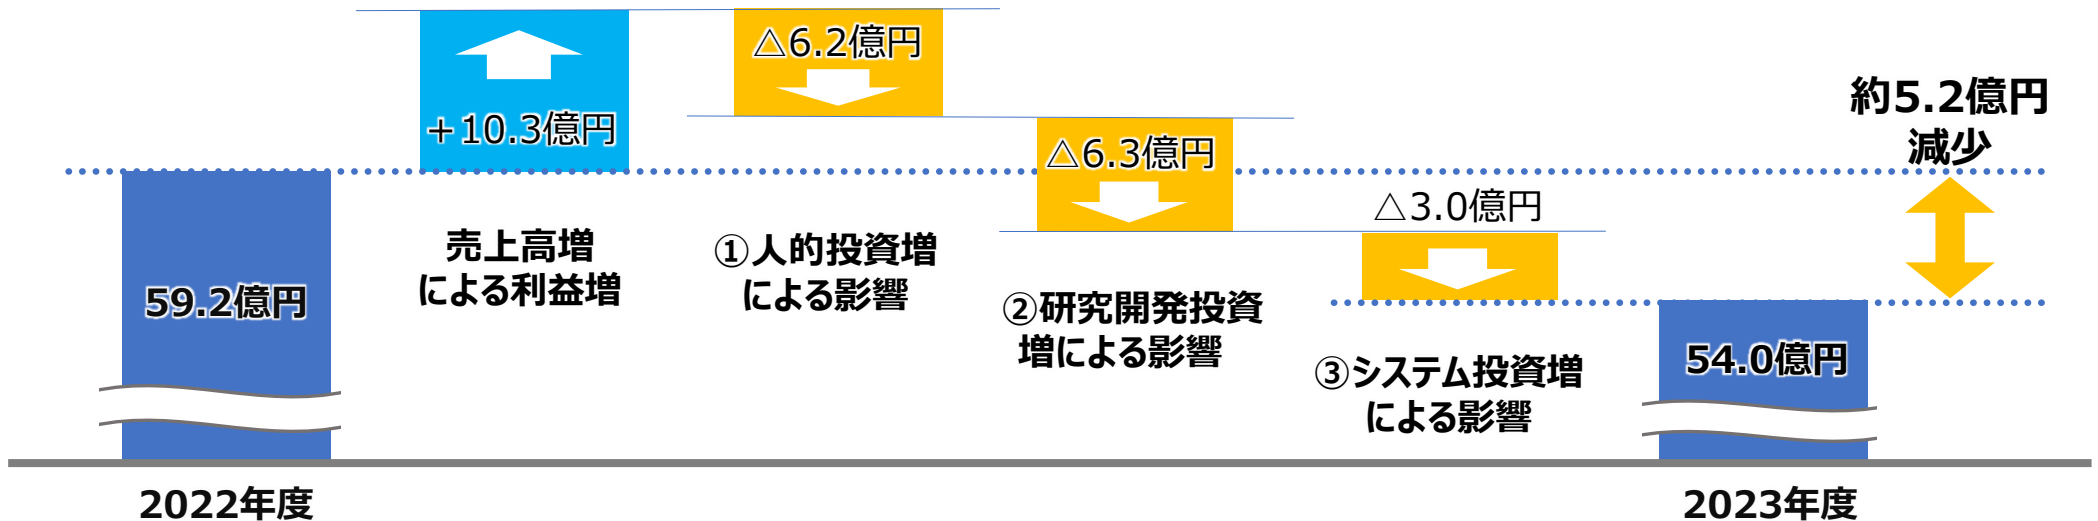 59.2億円
2022年度
+10.3億円
売上高増
による利益増
△6.2億円
①人的投資増
による影響
△6.3億円
②研究開発投資
増による影響
△3.0億円
③システム投資増
による影響
約5.2億円
減少
54.0億円
2023年度